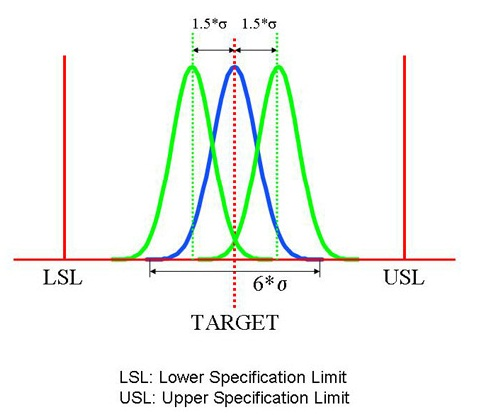 1.5*σ 1.5*σ
LSL USL
6*σ
TARGET
LSL: Lower Specification Limit
USL: Upper Specification Limit